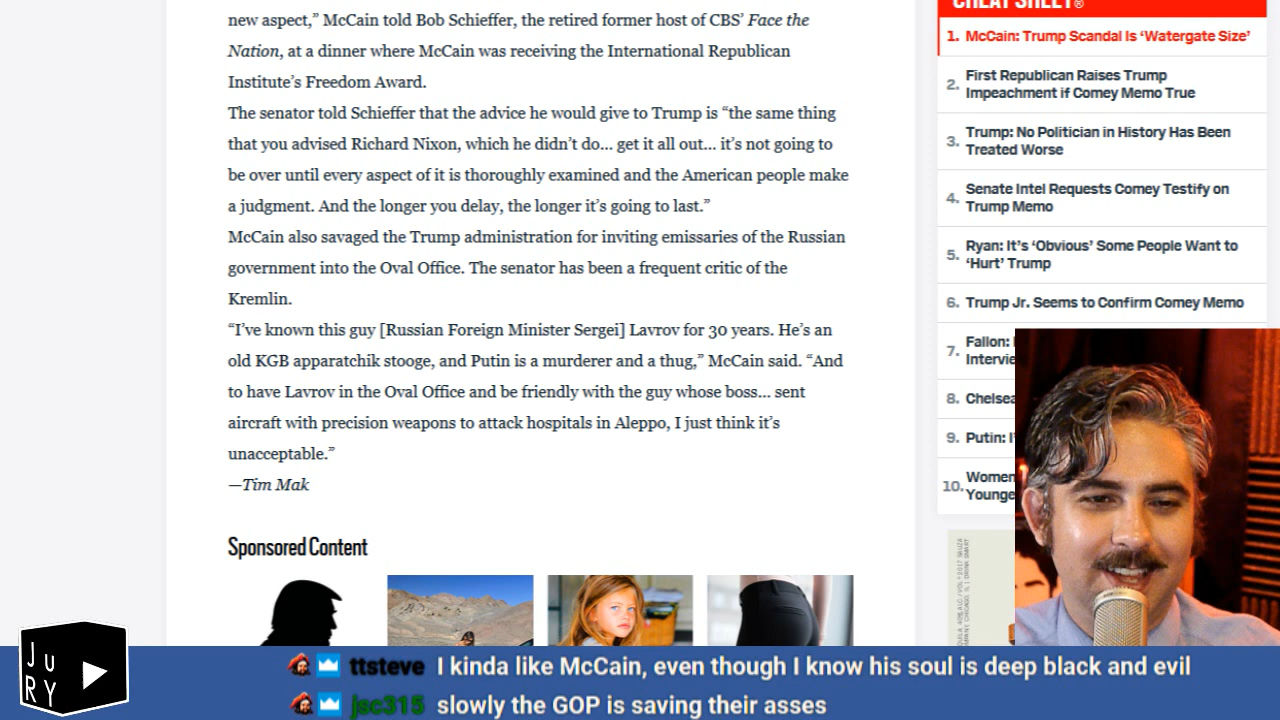 new aspect,” McCain told Bob Schieffer, the retired former host of CBS’ Face the
Nation, at a dinner where McCain was receiving the International Republican
Institute’s Freedom Award.
The senator told Schieffer that the advice he would give to Trump is “the same thing
that you advised Richard Nixon, which he didn’t do... get it all out... it’s not going to
be over until every aspect of it is thoroughly examined and the American people make
a judgment. And the longer you delay, the longer it’s going to last.”
McCain also savaged the Trump administration for inviting emissaries of the Russian
government into the Oval Office. The senator has been a frequent critic of the
Kremlin.
“I’ve known this guy [Russian Foreign Minister Sergei] Lavrov for 30 years. He’s an
old KGB apparatchik stooge, and Putin is a murderer and a thug,” McCain said. “And
to have Lavrov in the Oval Office and be friendly with the guy whose boss... sent
aircraft with precision weapons to attack hospitals in Aleppo, I just think it’s
unacceptable.”
—Tim Mak
Sponsored Content
CHEAT SHEET®
1. McCain: Trump Scandal Is ‘Watergate Size’
2. First Republican Raises Trump
Impeachment if Comey Memo True
3. Trump: No Politician in History Has Been
Treated Worse
4. Senate Intel Requests Comey Testify on
Trump Memo
5. Ryan: It’s ‘Obvious’ Some People Want to
‘Hurt’ Trump
6. Trump Jr. Seems to Confirm Comey Memo
7. Fallon:
Intervie
8. Chelsea
9. Putin: I’
10. Women
Younge
JURY
ttsteve I kinda like McCain, even though I know his soul is deep black and evil
jsc315 slowly the GOP is saving their asses